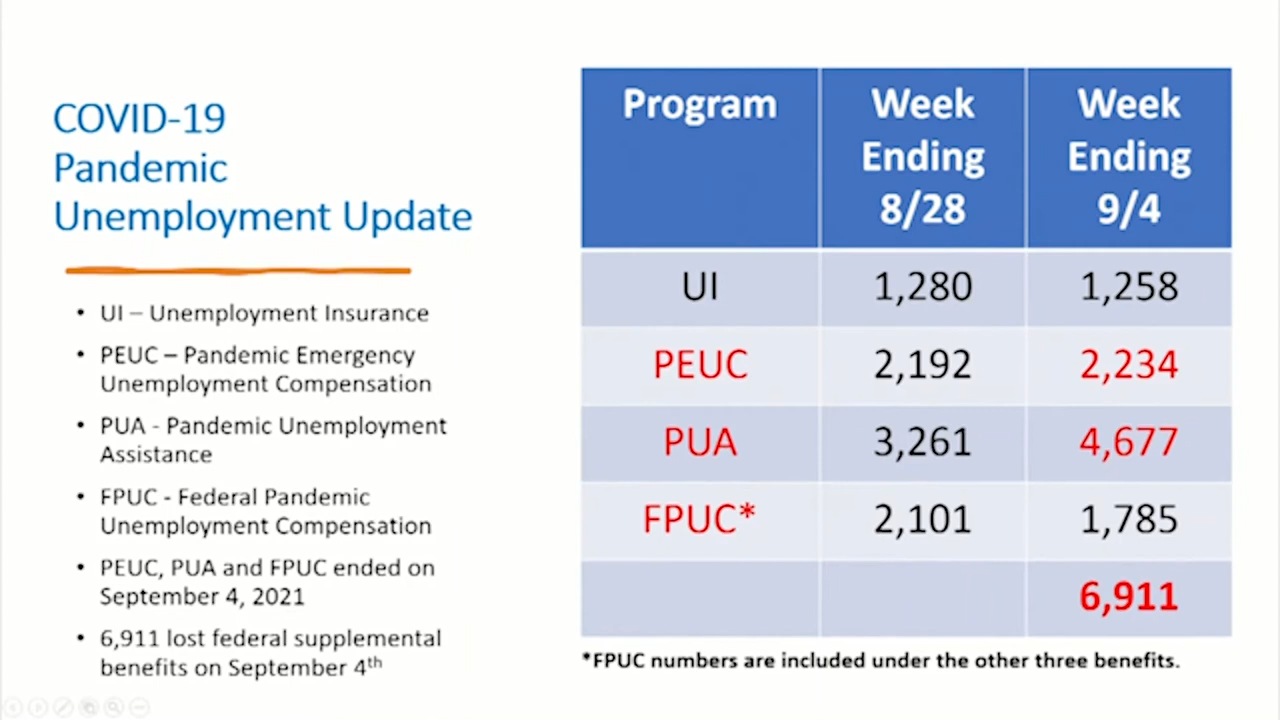 COVID-19
Pandemic
Unemployment Update
• UI – Unemployment Insurance
• PEUC – Pandemic Emergency
Unemployment Compensation
• PUA - Pandemic Unemployment
Assistance
• FPUC - Federal Pandemic
Unemployment Compensation
• PEUC, PUA and FPUC ended on
September 4, 2021
• 6,911 lost federal supplemental
benefits on September 4th
Program Week Ending 8/28 Week Ending 9/4
UI 1,280 1,258
PEUC 2,192 2,234
PUA 3,261 4,677
FPUC* 2,101 1,785
6,911
*FPUC numbers are included under the other three benefits.